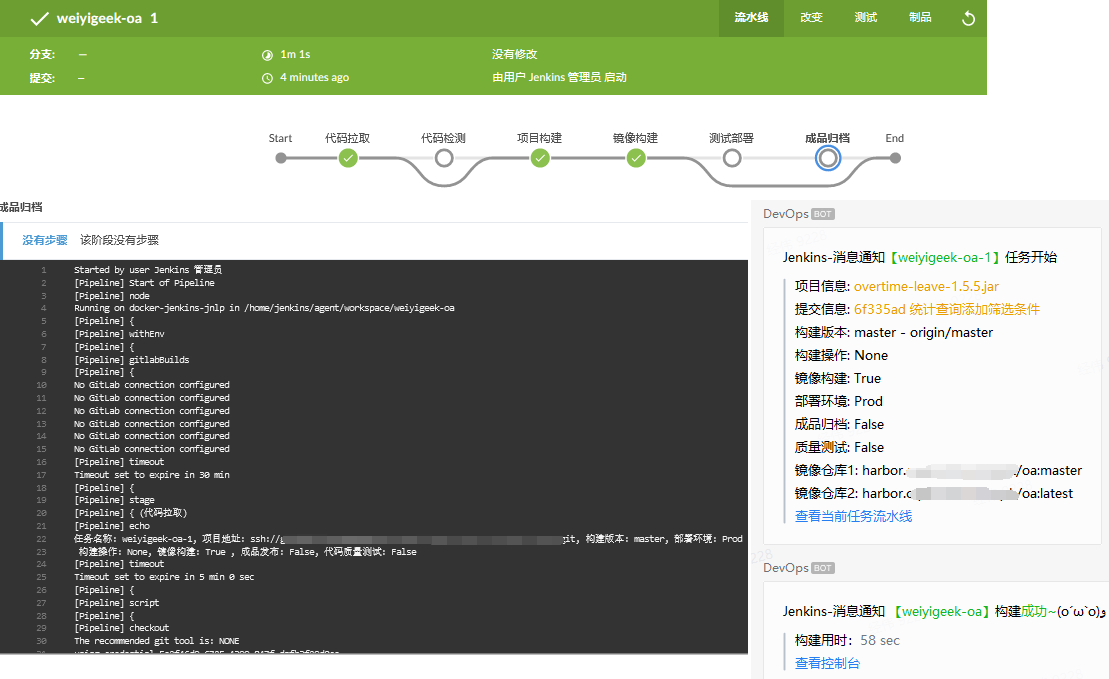 weiyigeek-oa 1
流水线 改变 测试 制品
分支: —
1m 1s
没有修改
提交: —
4 minutes ago
由用户 Jenkins 管理员 启动
Start 代码拉取 代码检测 项目构建 镜像构建 测试部署 成品归档 End
成品归档
没有步骤 该阶段没有步骤
1 Started by user Jenkins 管理员
2 [Pipeline] Start of Pipeline
3 [Pipeline] node
4 Running on docker-jenkins-jnlp in /home/jenkins/agent/workspace/weiyigeek-oa
5 [Pipeline] {
6 [Pipeline] withEnv
7 [Pipeline] {
8 [Pipeline] gitlabBuilds
9 [Pipeline] {
10 No GitLab connection configured
11 No GitLab connection configured
12 No GitLab connection configured
13 No GitLab connection configured
14 No GitLab connection configured
15 No GitLab connection configured
16 [Pipeline] timeout
17 Timeout set to expire in 30 min
18 [Pipeline] {
19 [Pipeline] stage
20 [Pipeline] { (代码拉取)
21 [Pipeline] echo
22 任务名称: weiyigeek-oa-1, 项目地址: ssh://g git, 构建版本: master, 部署环境: Prod
23 构建操作: None, 镜像构建: True , 成品发布: False, 代码质量测试: False
24 [Pipeline] timeout
25 Timeout set to expire in 5 min 0 sec
26 [Pipeline] {
27 [Pipeline] script
28 [Pipeline] {
29 [Pipeline] checkout
30 The recommended git tool is: NONE
DevOps BOT
Jenkins-消息通知【weiyigeek-oa-1】任务开始
项目信息: overtime-leave-1.5.5.jar
提交信息: 6f335ad 统计查询添加筛选条件
构建版本: master - origin/master
构建操作: None
镜像构建: True
部署环境: Prod
成品归档: False
质量测试: False
镜像仓库1: harbor. /oa:master
镜像仓库2: harbor.c /oa:latest
查看当前任务流水线
DevOps BOT
Jenkins-消息通知 【weiyigeek-oa】构建成功~(o´ω`o)و
构建用时: 58 sec
查看控制台